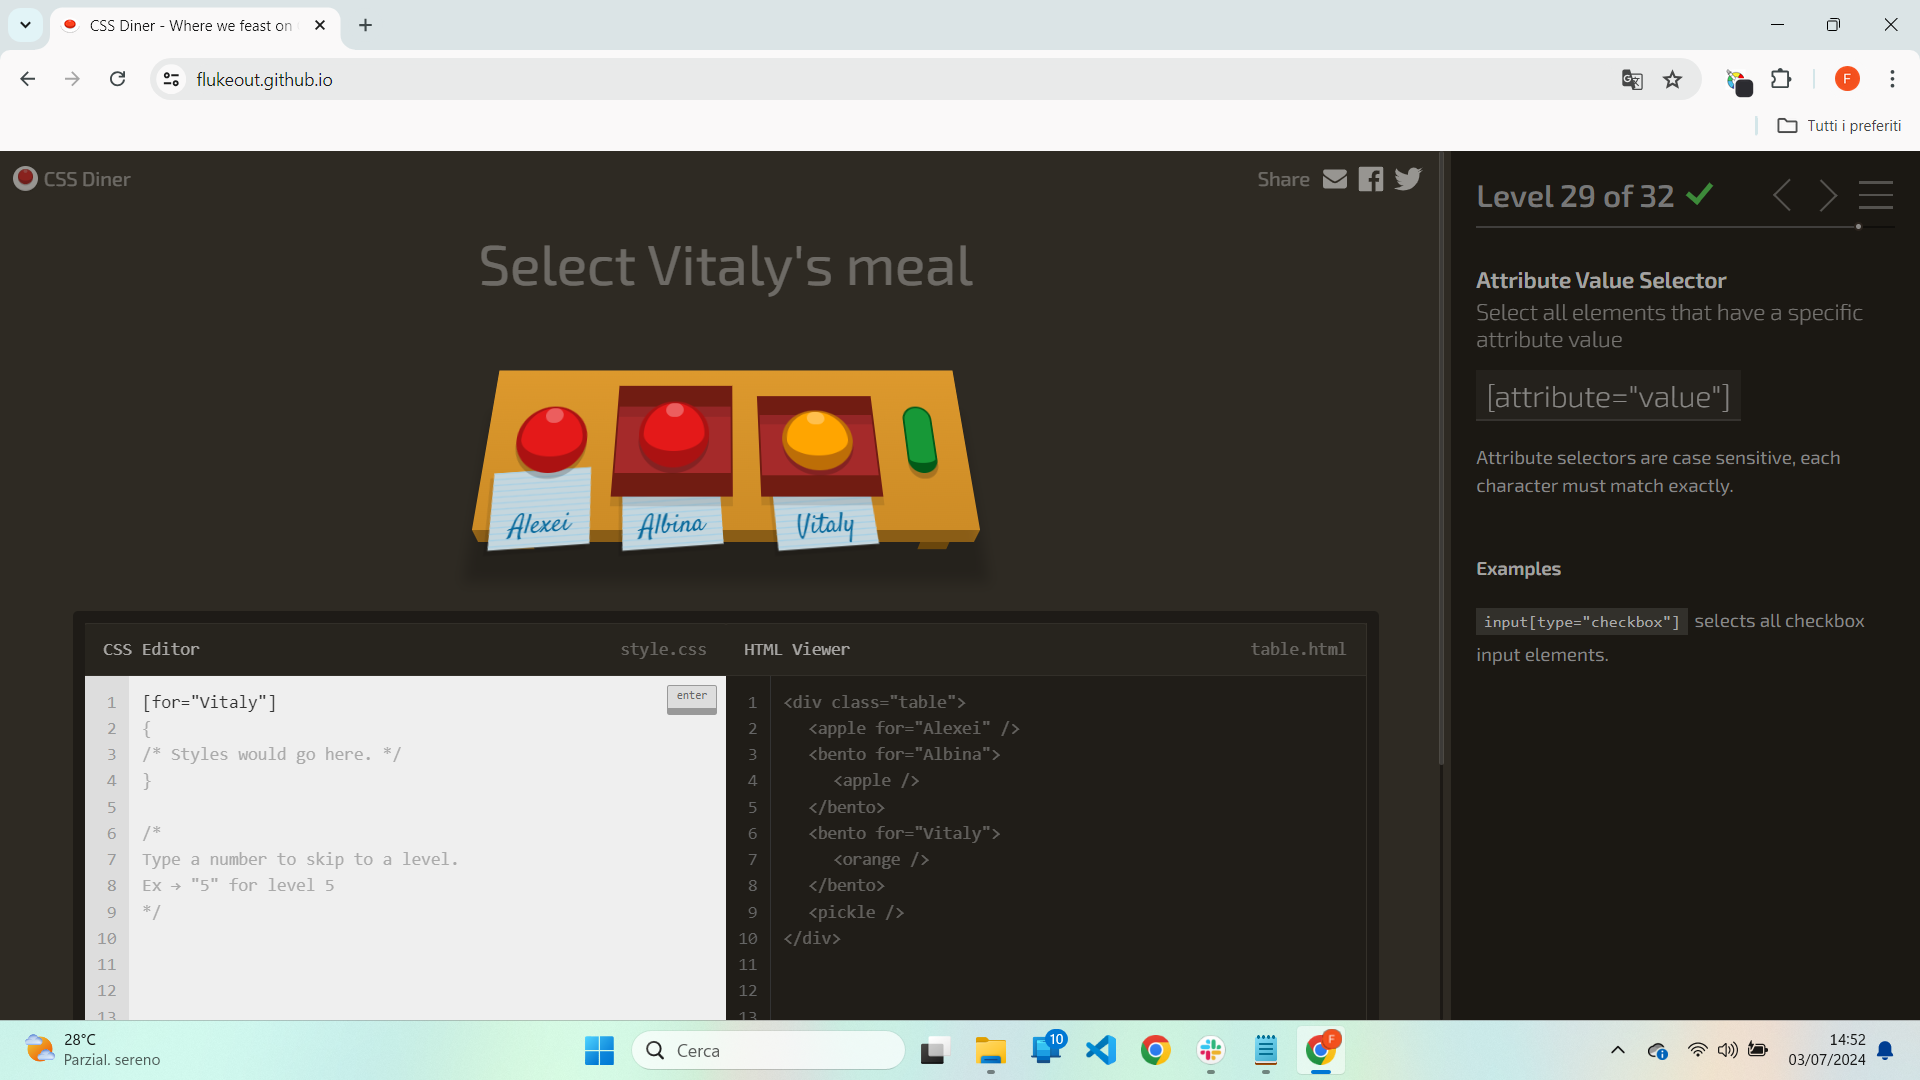 CSS Diner - Where we feast on
flukeout.github.io
F
Tutti i preferiti
CSS Diner
Share
Level 29 of 32
Select Vitaly's meal
Alexei
Albina
Vitaly
Attribute Value Selector
Select all elements that have a specific
attribute value
[attribute="value"]
Attribute selectors are case sensitive, each
character must match exactly.
Examples
input[type="checkbox"] selects all checkbox
input elements.
CSS Editor
style.css
1 [for="Vitaly"]
enter
2 {
3 /* Styles would go here. */
4 }
5
6 /*
7 Type a number to skip to a level.
8 Ex → "5" for level 5
9 */
10
11
12
13
HTML Viewer
table.html
1 <div class="table">
2 <apple for="Alexei" />
3 <bento for="Albina">
4 <apple />
5 </bento>
6 <bento for="Vitaly">
7 <orange />
8 </bento>
9 <pickle />
10 </div>
11
12
13
28°C
Parzial. sereno
Cerca
10
F
14:52
03/07/2024